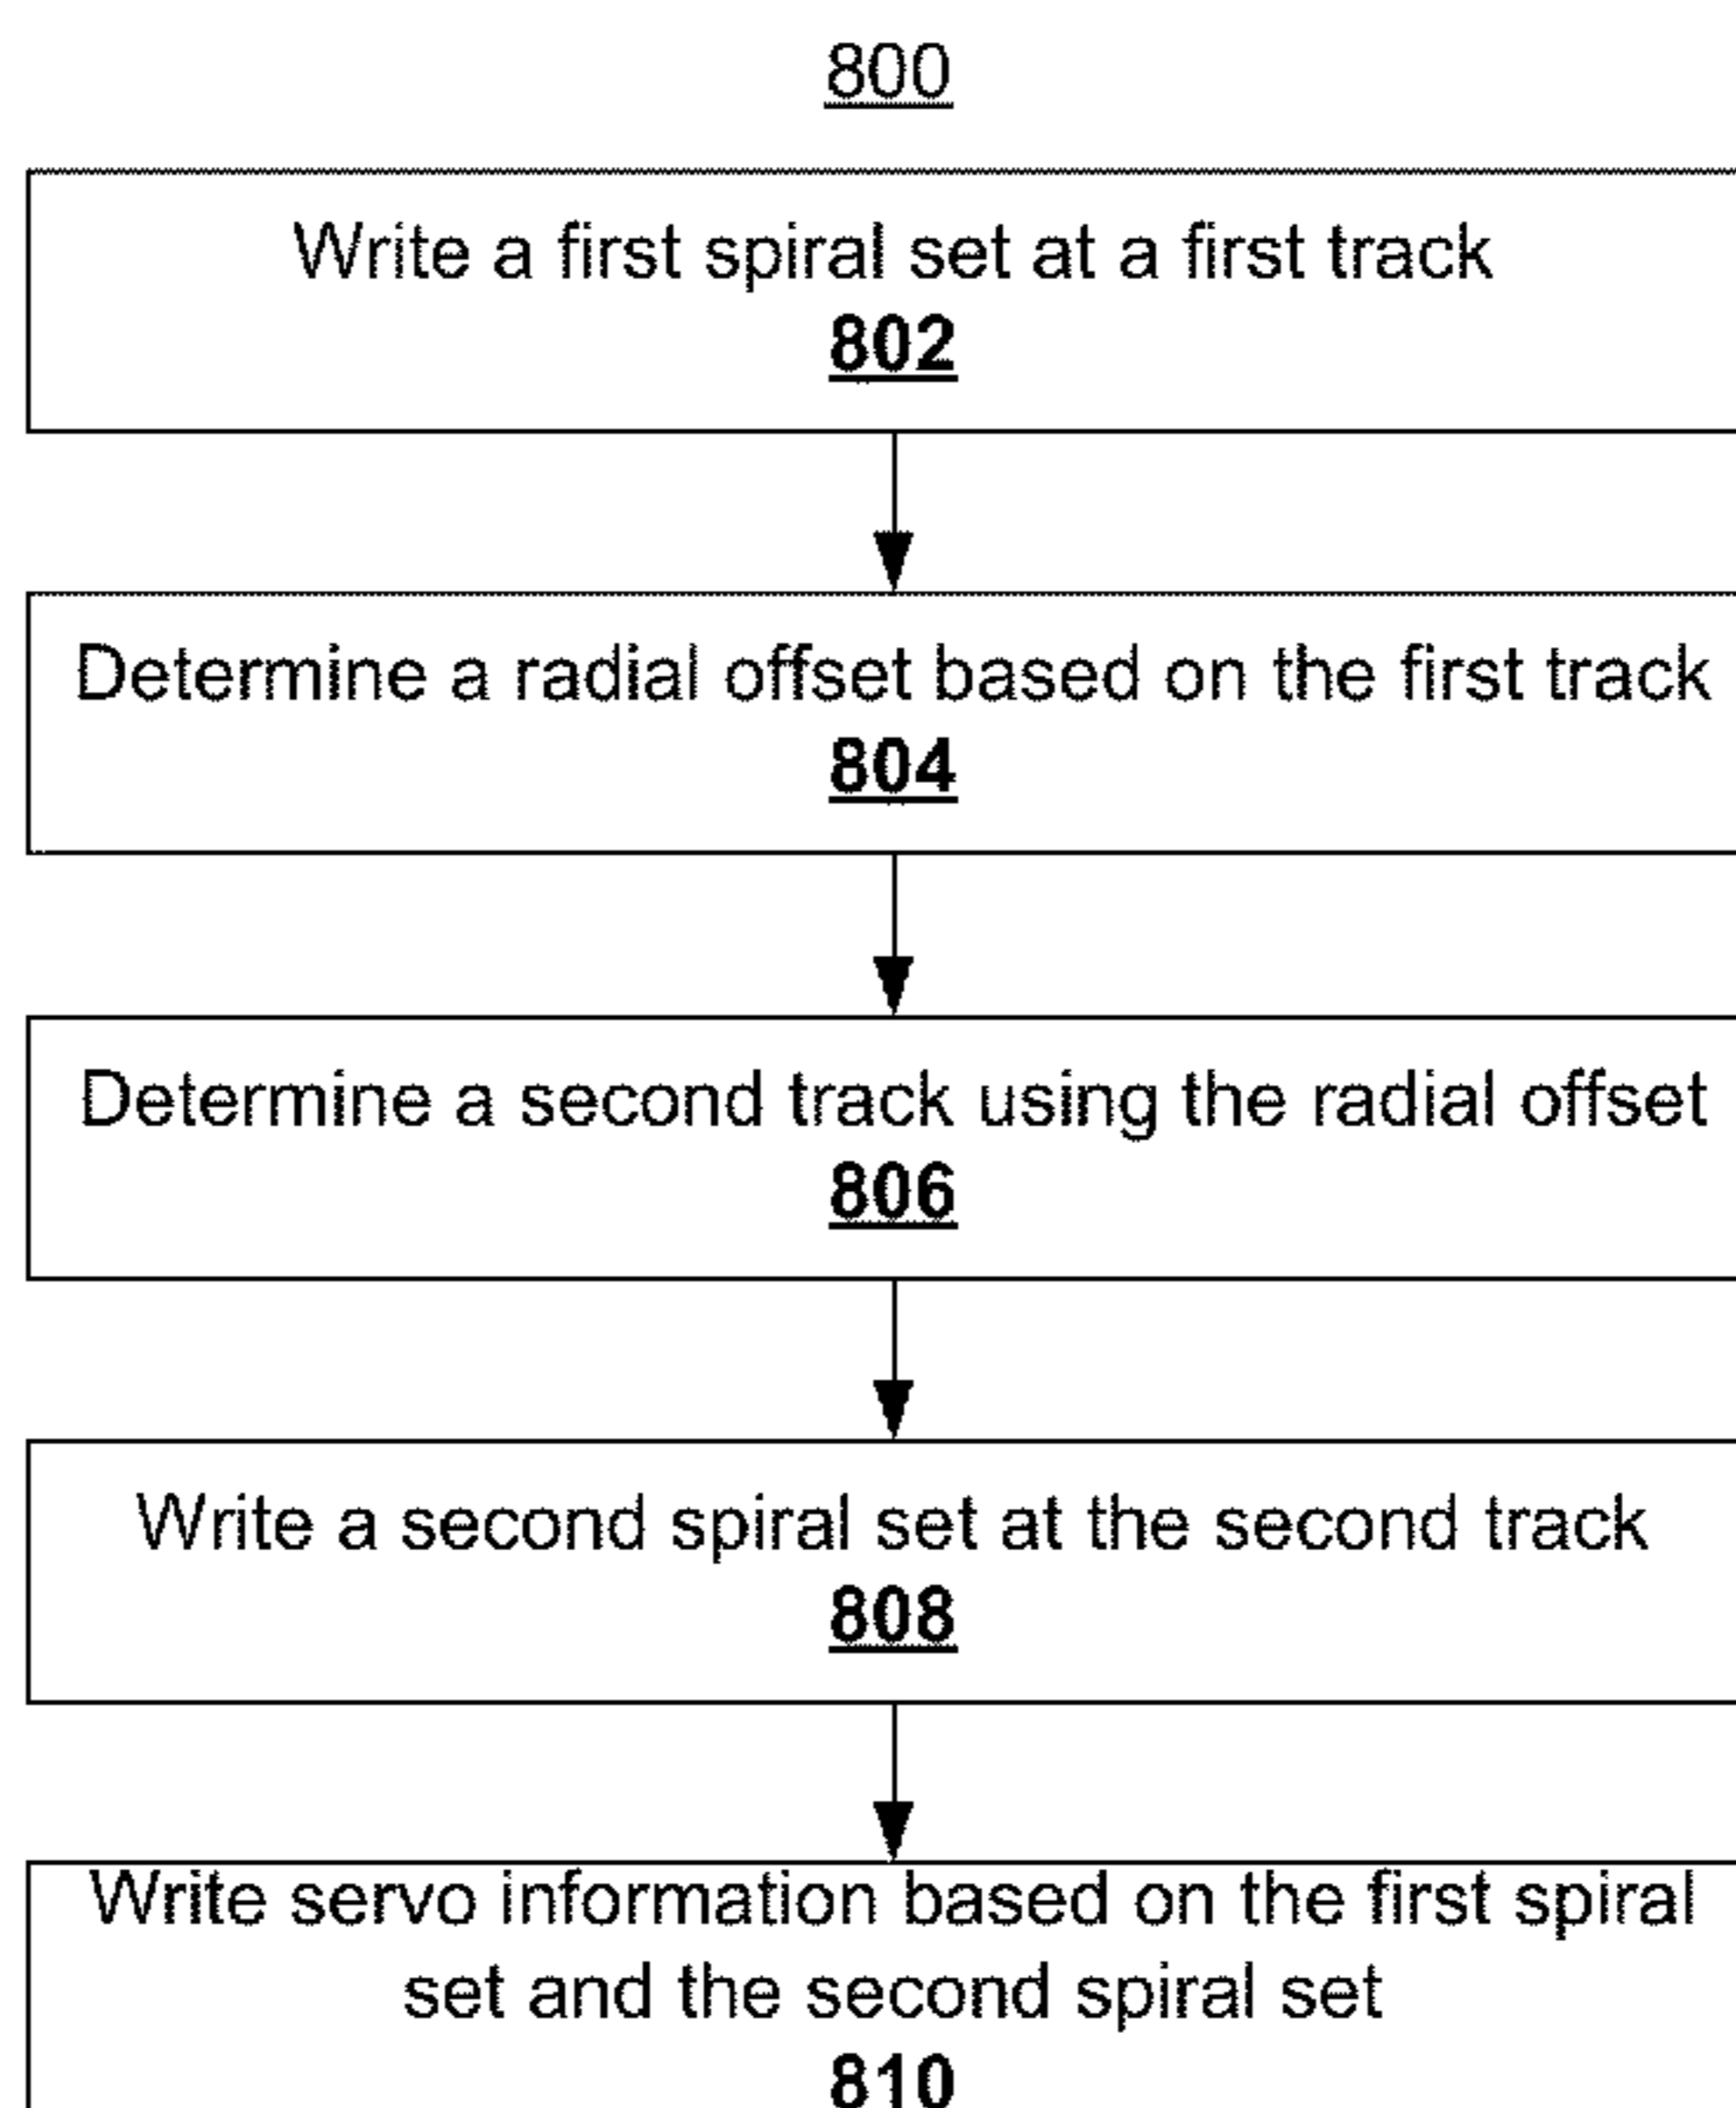 800
Write a first spiral set at a first track
802
Determine a radial offset based on the first track
804
Determine a second track using the radial offset
806
Write a second spiral set at the second track
808
Write servo information based on the first spiral
set and the second spiral set
810